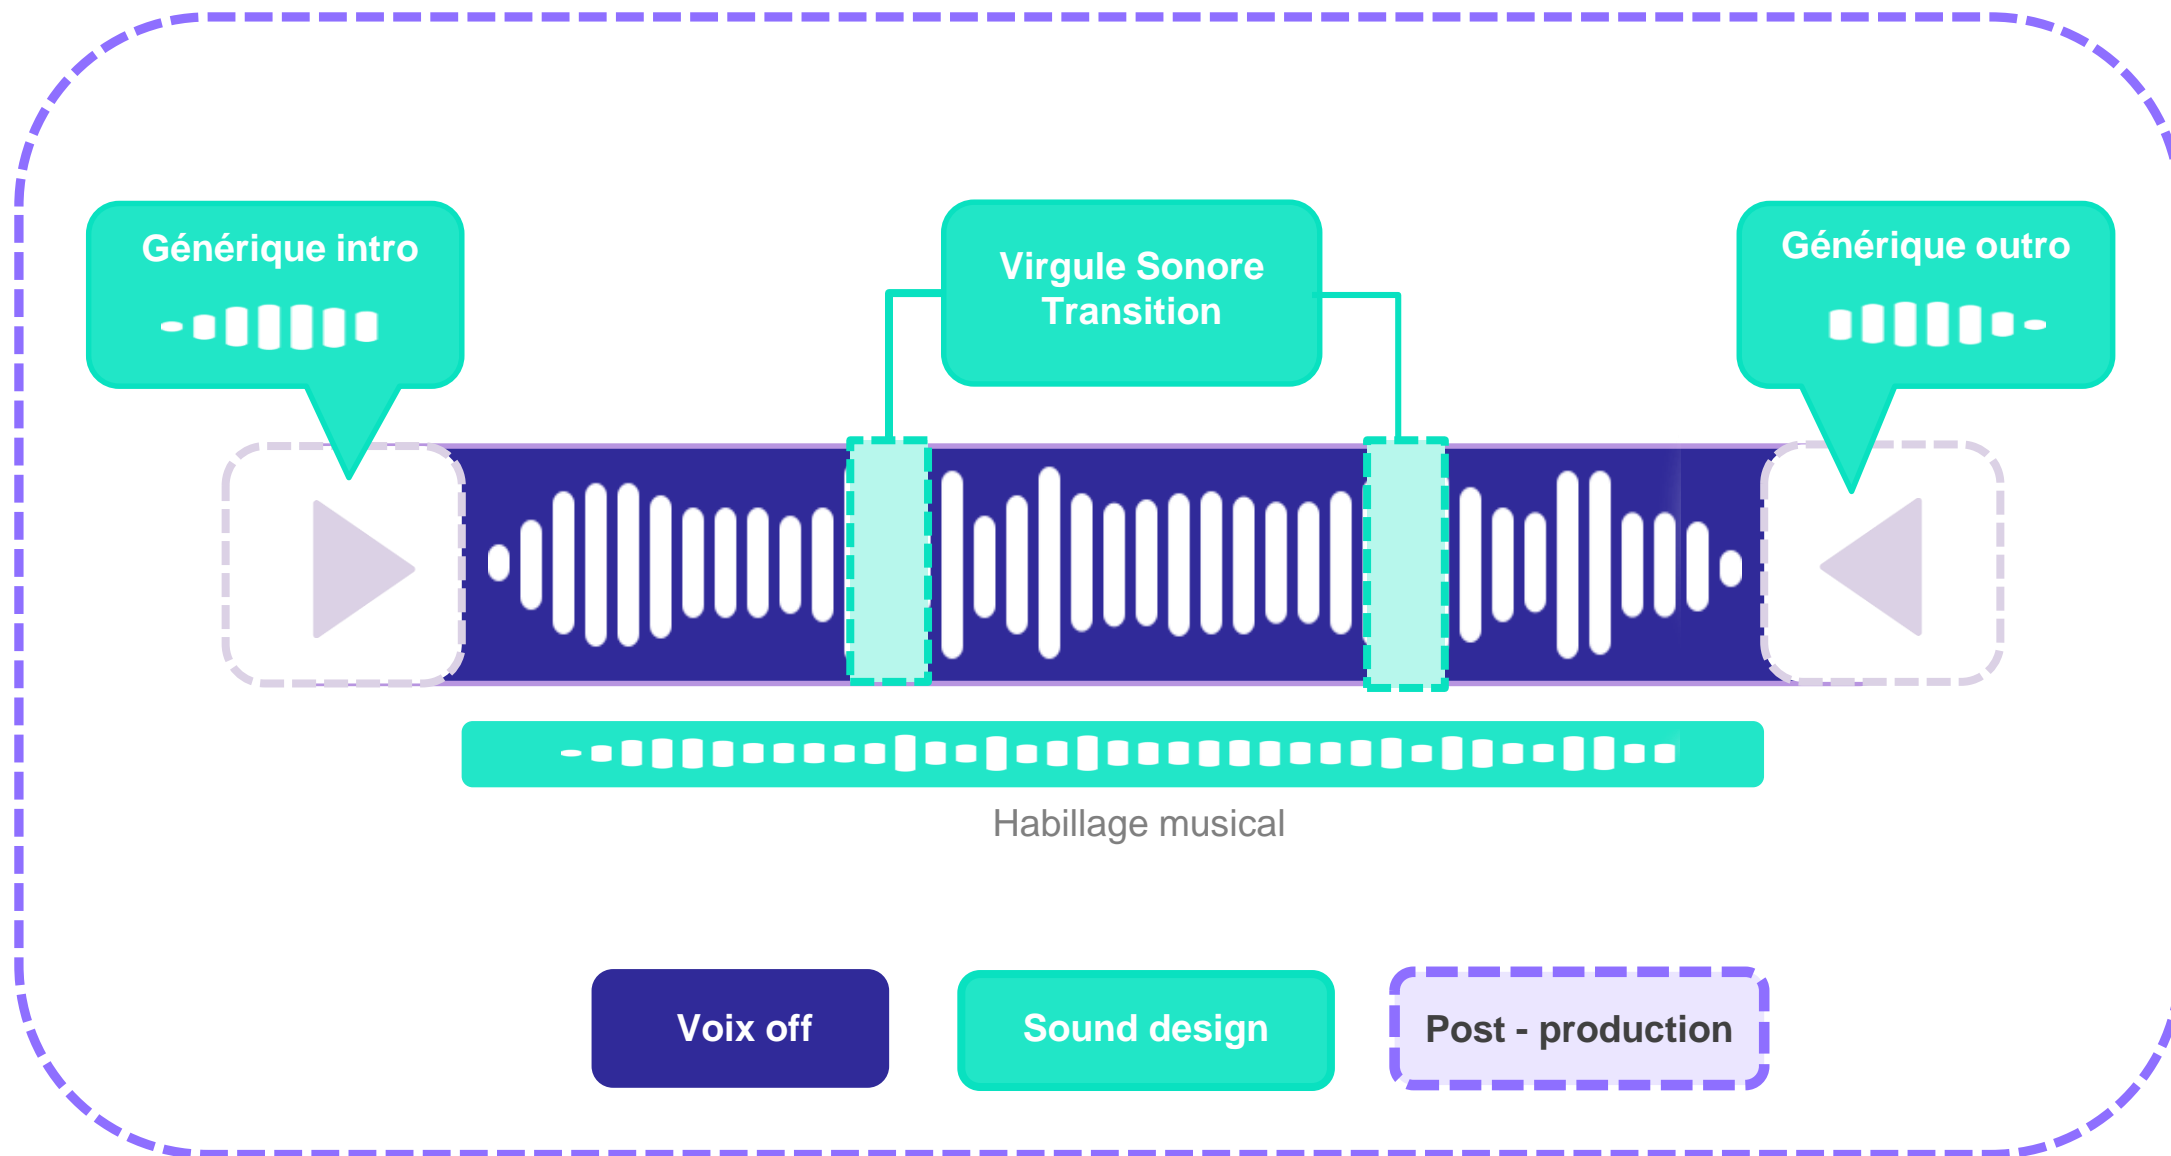 Générique intro
Virgule Sonore
Transition
Générique outro
Habillage musical
Voix off
Sound design
Post - production